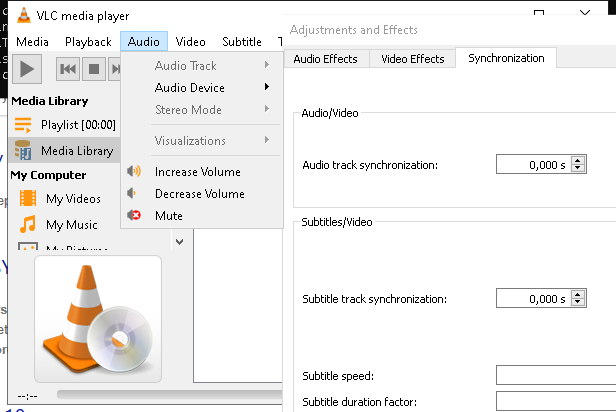 VLC media player
Media Playback Audio Video Subtitle T
Audio Track
Audio Device
Stereo Mode
Visualizations
Increase Volume
Decrease Volume
Mute
Media Library
Playlist [00:00]
Media Library
My Computer
My Videos
My Music
My Pictures
--:--
Adjustments and Effects
Audio Effects Video Effects Synchronization
Audio/Video
Audio track synchronization: 0,000 s
Subtitles/Video
Subtitle track synchronization: 0,000 s
Subtitle speed:
Subtitle duration factor: